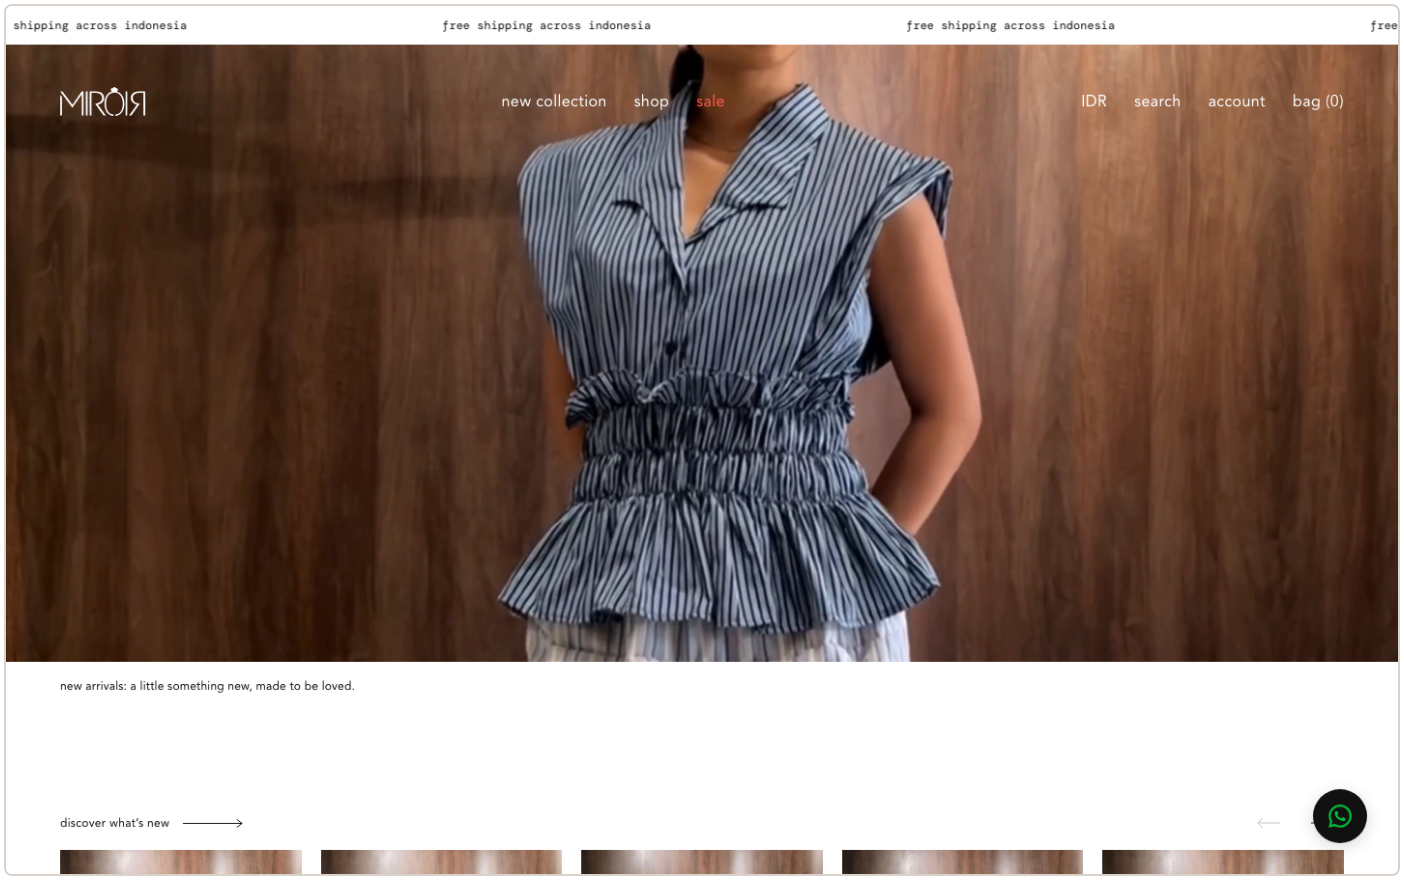 shipping across indonesia free shipping across indonesia free shipping across indonesia free
MIROIR new collection shop sale IDR search account bag (0)
new arrivals: a little something new, made to be loved.
discover what's new